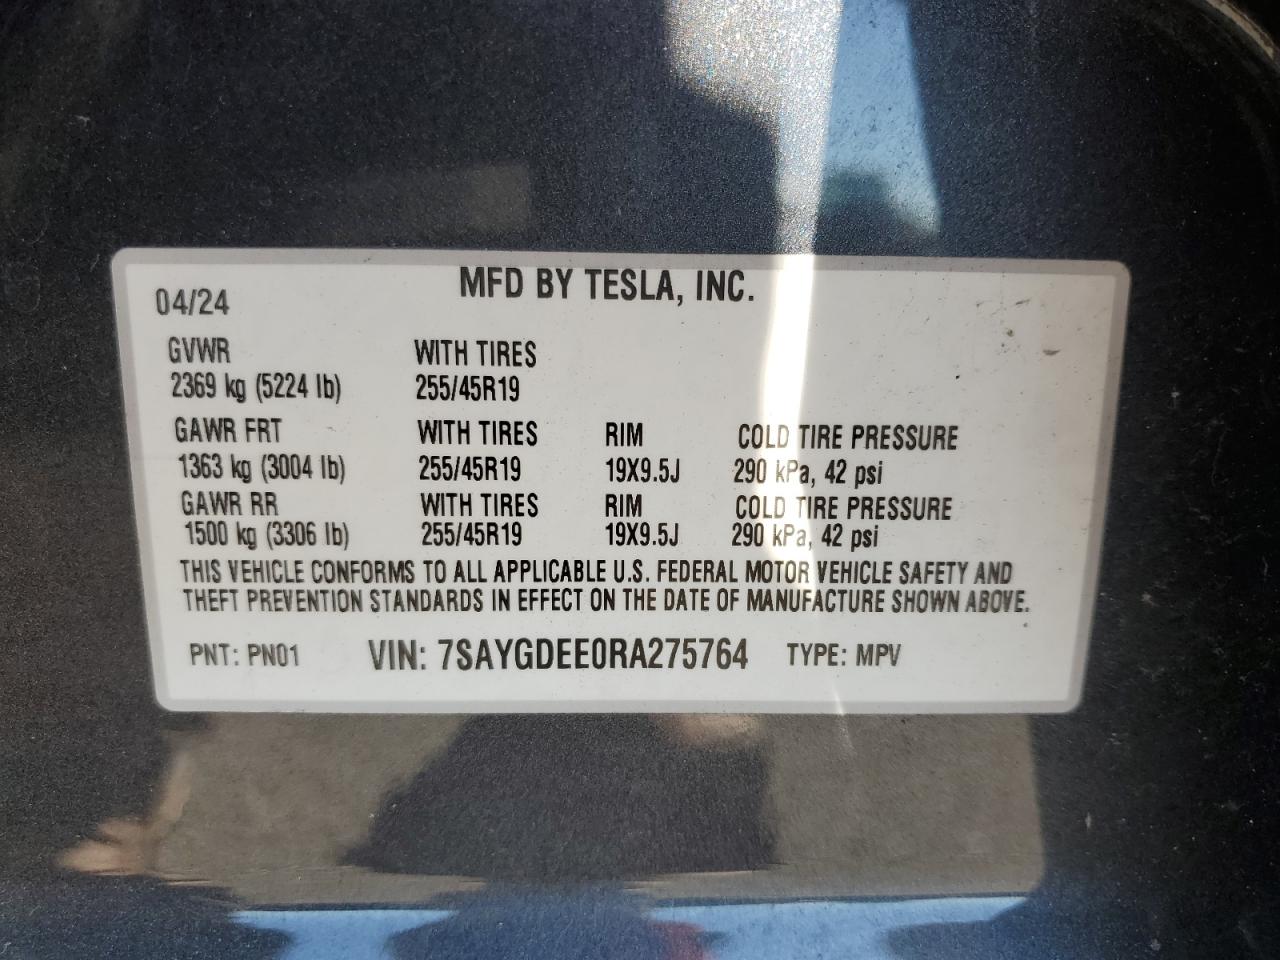 MFD BY TESLA, INC.
04/24
GVWR WITH TIRES
2369 kg (5224 lb) 255/45R19
GAWR FRT WITH TIRES RIM COLD TIRE PRESSURE
1363 kg (3004 lb) 255/45R19 19X9.5J 290 kPa, 42 psi
GAWR RR WITH TIRES RIM COLD TIRE PRESSURE
1500 kg (3306 lb) 255/45R19 19X9.5J 290 kPa, 42 psi
THIS VEHICLE CONFORMS TO ALL APPLICABLE U.S. FEDERAL MOTOR VEHICLE SAFETY AND
THEFT PREVENTION STANDARDS IN EFFECT ON THE DATE OF MANUFACTURE SHOWN ABOVE.
PNT: PN01 VIN: 7SAYGDEE0RA275764 TYPE: MPV